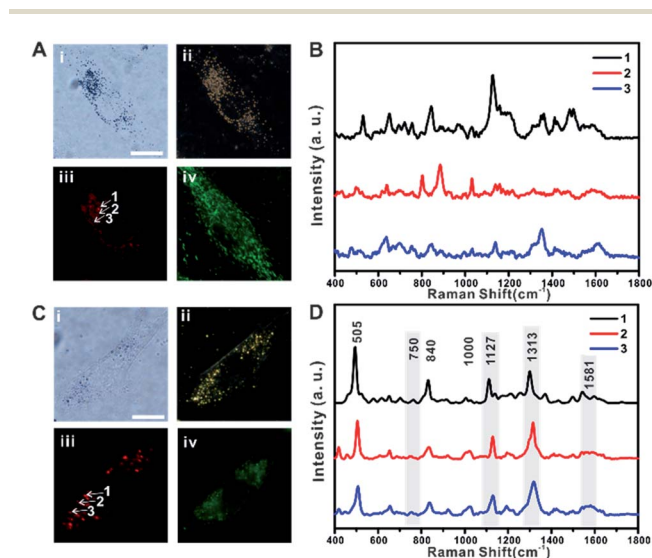 A
i
ii
iii
1
2
3
iv
B
1
2
3
Intensity (a. u.)
400 600 800 1000 1200 1400 1600 1800
Raman Shift(cm⁻¹)
C
i
ii
iii
1
2
3
iv
D
1
2
3
505
750
840
1000
1127
1313
1581
Intensity (a. u.)
400 600 800 1000 1200 1400 1600 1800
Raman Shift(cm⁻¹)